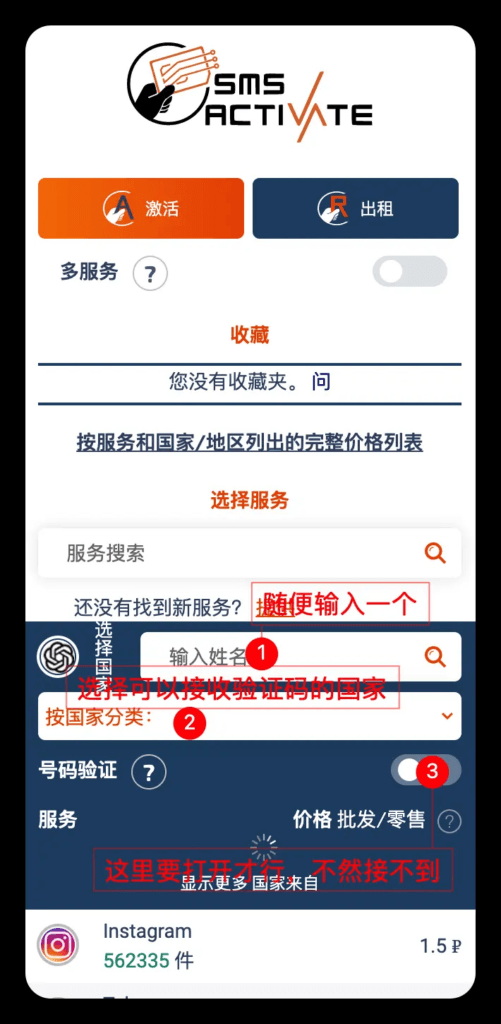 SMS
ACTIVATE
激活
出租
多服务 ?
收藏
您没有收藏夹。 问
按服务和国家/地区列出的完整价格列表
选择服务
服务搜索
还没有找到新服务?
随便输入一个
选择国家
输入姓名
1
选择可以接收验证码的国家
按国家分类:
2
号码验证 ?
3
服务
价格 批发/零售 ?
这里要打开才行,不然接不到
显示更多 国家来自
Instagram
562335 件
1.5 ₽